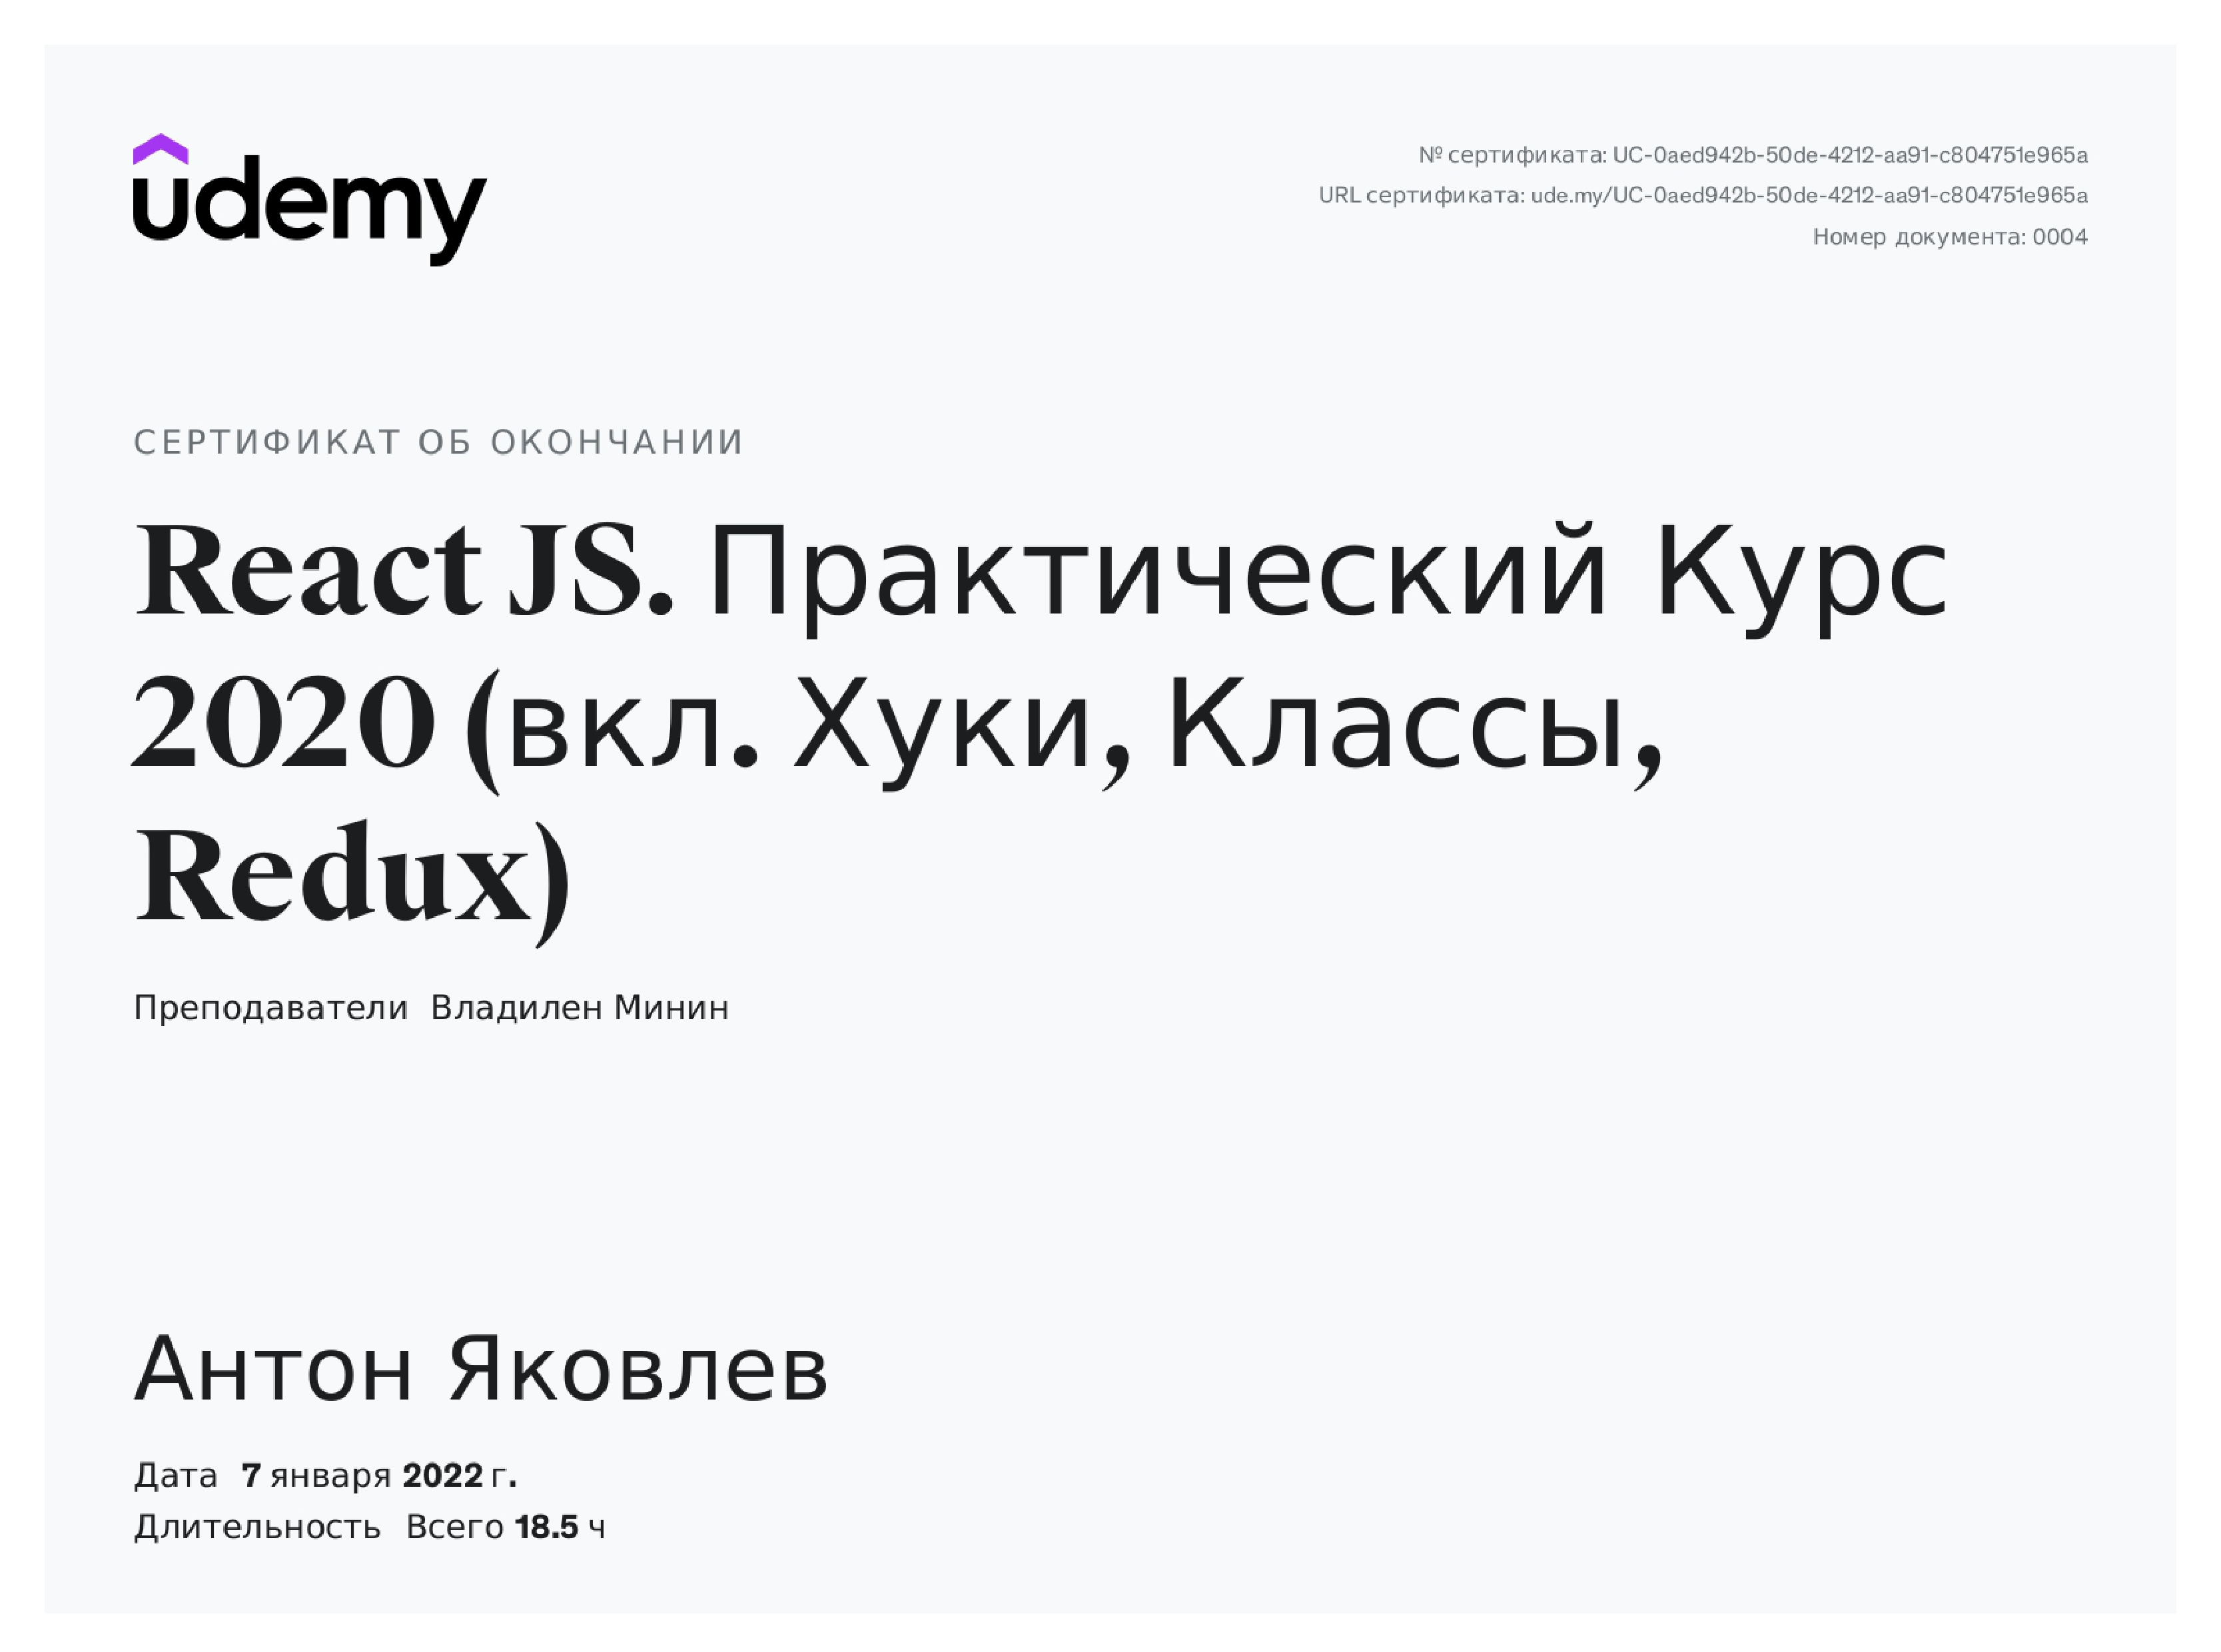 udemy
№ сертификата: UC-0aed942b-50de-4212-aa91-c804751e965a
URL сертификата: ude.my/UC-0aed942b-50de-4212-aa91-c804751e965a
Номер документа: 0004
СЕРТИФИКАТ ОБ ОКОНЧАНИИ
React JS. Практический Курс
2020 (вкл. Хуки, Классы,
Redux)
Преподаватели Владилен Минин
Антон Яковлев
Дата 7 января 2022 г.
Длительность Всего 18.5 ч